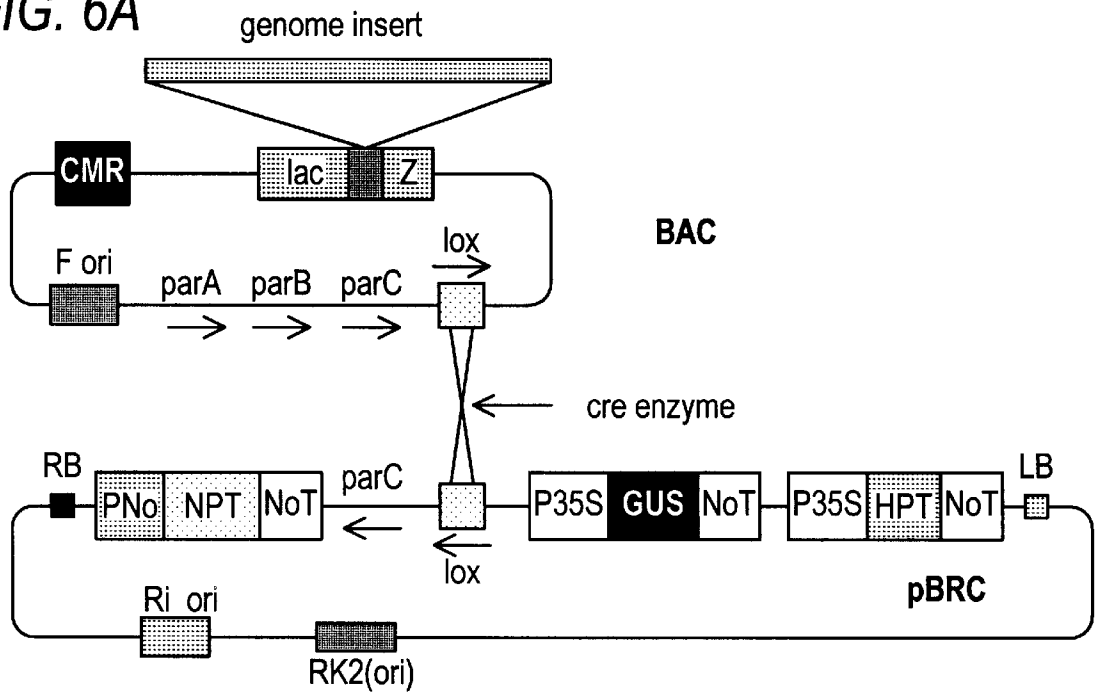 FIG. 6A
genome insert
CMR
lac Z
BAC
lox
F ori
parA parB parC
cre enzyme
RB
PNo NPT NoT
parC
lox
P35S GUS NoT
P35S HPT NoT
LB
pBRC
Ri ori
RK2(ori)